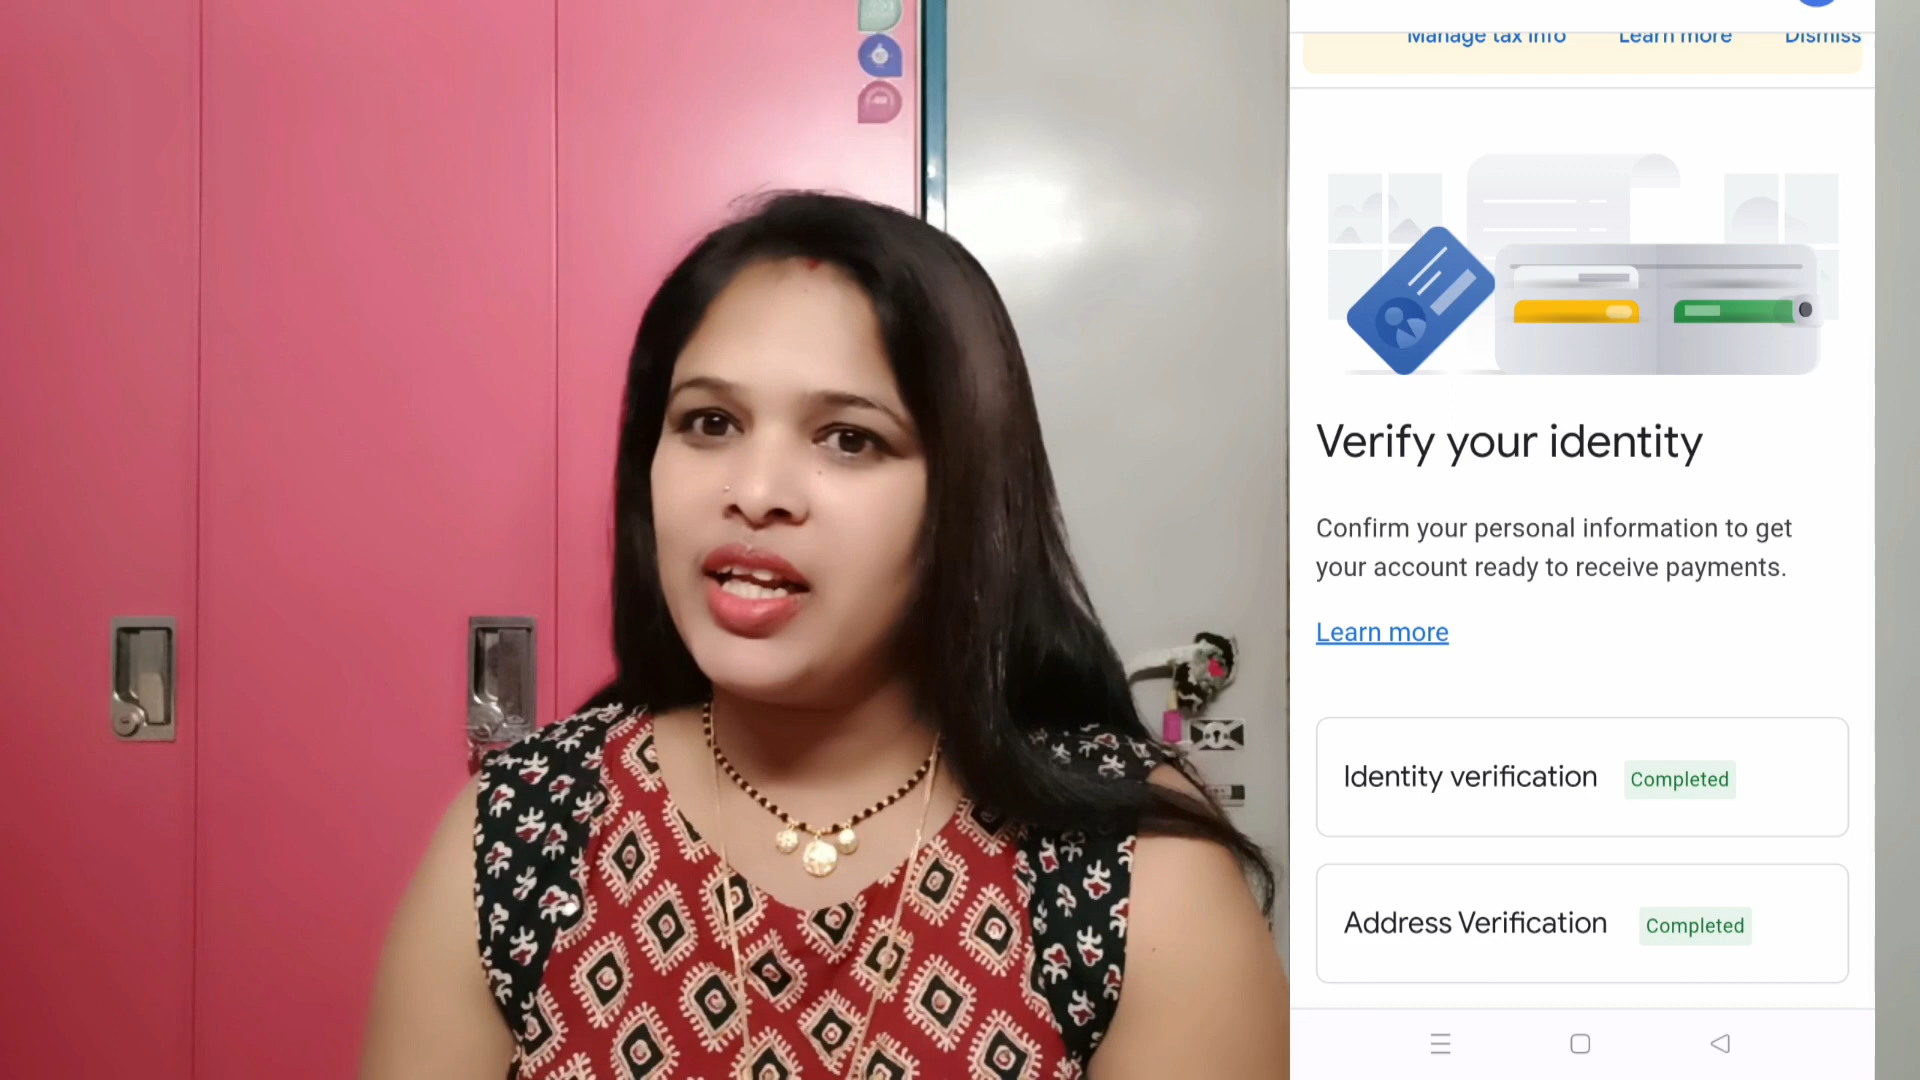 Manage tax info Learn more Dismiss
Verify your identity
Confirm your personal information to get
your account ready to receive payments.
Learn more
Identity verification Completed
Address Verification Completed